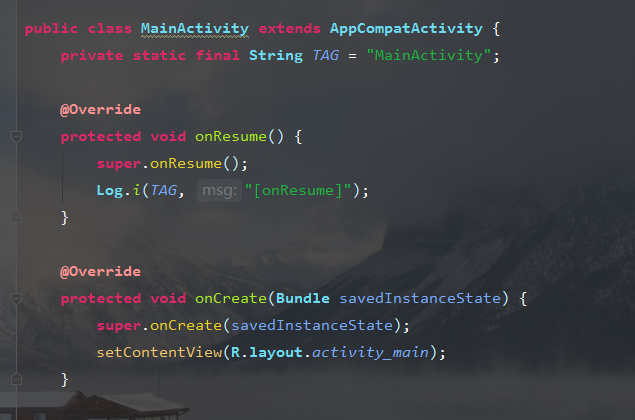 public class MainActivity extends AppCompatActivity {
private static final String TAG = "MainActivity";
@Override
protected void onResume() {
super.onResume();
Log.i(TAG, msg: "[onResume]");
}
@Override
protected void onCreate(Bundle savedInstanceState) {
super.onCreate(savedInstanceState);
setContentView(R.layout.activity_main);
}